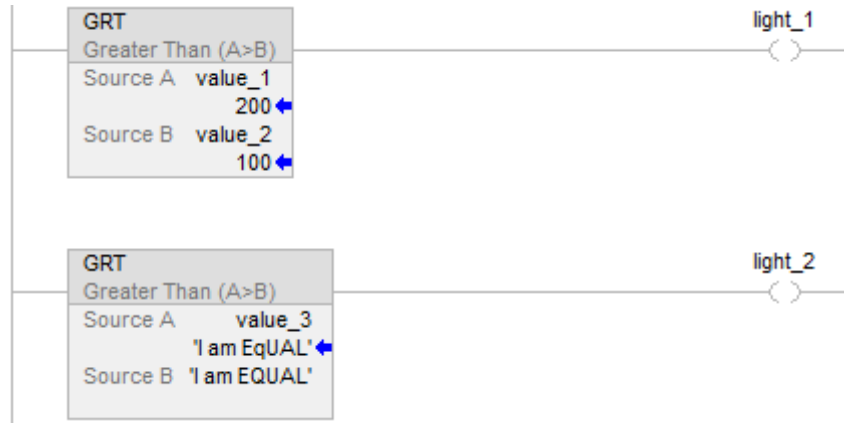 GRT
light_1
Greater Than (A>B)
Source A value_1
200
Source B value_2
100
GRT
light_2
Greater Than (A>B)
Source A value_3
'I am EqUAL'
Source B 'I am EQUAL'